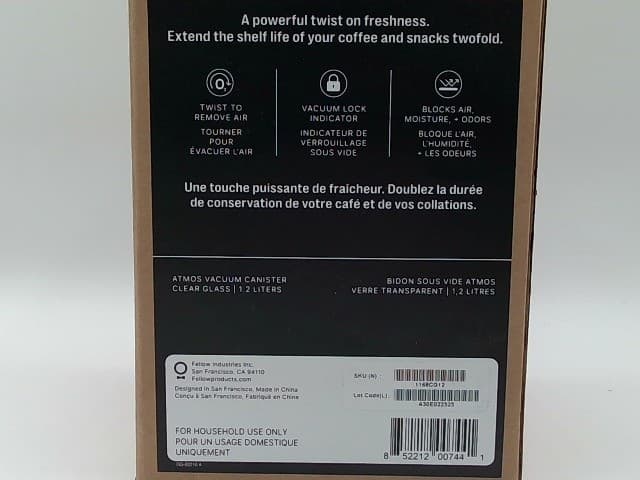 A powerful twist on freshness.
Extend the shelf life of your coffee and snacks twofold.
TWIST TO
REMOVE AIR
TOURNER
POUR
ÉVACUER L'AIR
VACUUM LOCK
INDICATOR
INDICATEUR DE
VERROUILLAGE
SOUS VIDE
BLOCKS AIR,
MOISTURE, + ODORS
BLOQUE L'AIR,
L'HUMIDITÉ,
+ LES ODEURS
Une touche puissante de fraîcheur. Doublez la durée
de conservation de votre café et de vos collations.
ATMOS VACUUM CANISTER
CLEAR GLASS | 1.2 LITERS
BIDON SOUS VIDE ATMOS
VERRE TRANSPARENT | 1,2 LITRES
Fellow Industries Inc.
San Francisco, CA 94110
Fellowproducts.com
Designed in San Francisco, Made in China
Conçu à San Francisco, Fabriqué en Chine
SKU (N) :
1168CG12
Lot Code(L):
FOR HOUSEHOLD USE ONLY
POUR UN USAGE DOMESTIQUE
UNIQUEMENT
8 52212 00744 1